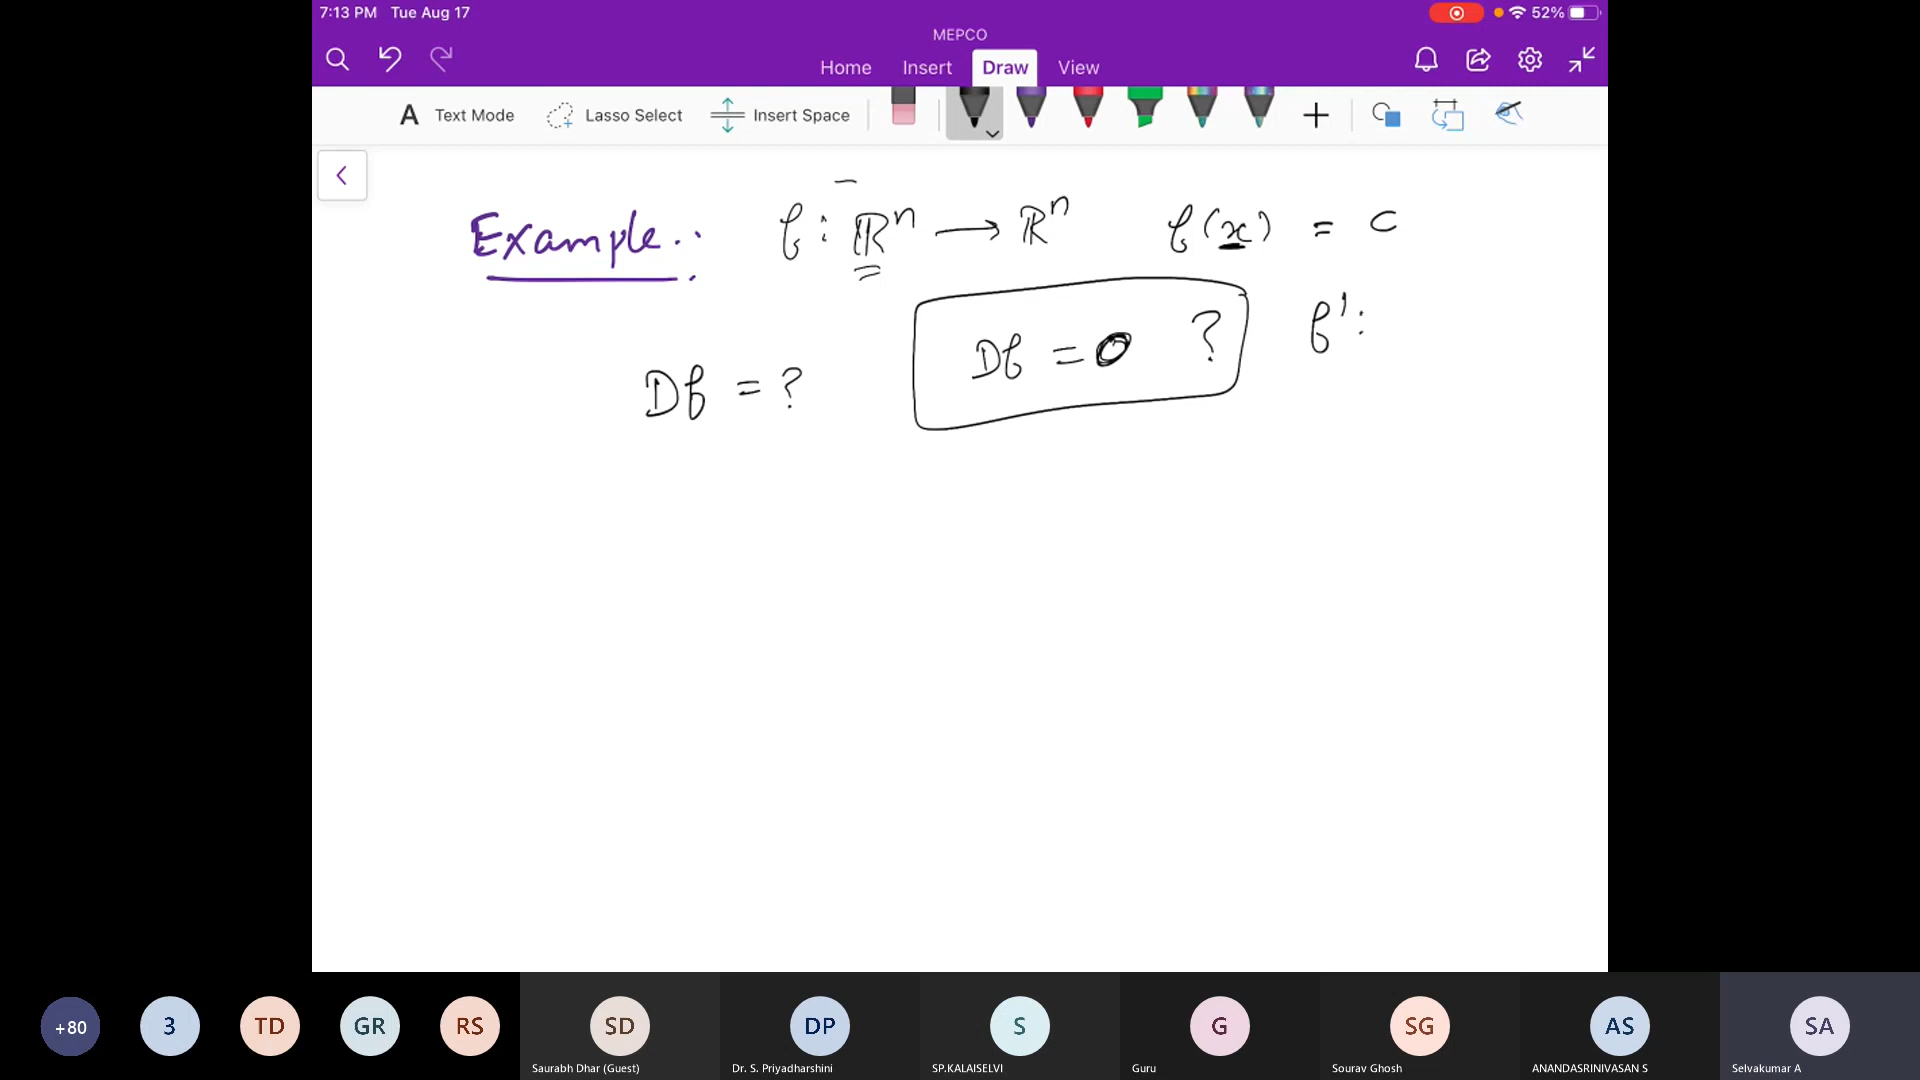 7:13 PM Tue Aug 17 52%
MEPCO
Home Insert Draw View
A Text Mode Lasso Select Insert Space
Example: f : ℝⁿ → ℝⁿ f(x) = c
Df = 0 ? f' :
Df = ?
+80 3 TD GR RS SD DP S G SG AS SA
Saurabh Dhar (Guest) Dr. S. Priyadharshini SP.KALAISELVI Guru Sourav Ghosh ANANDASRINIVASAN S Selvakumar A